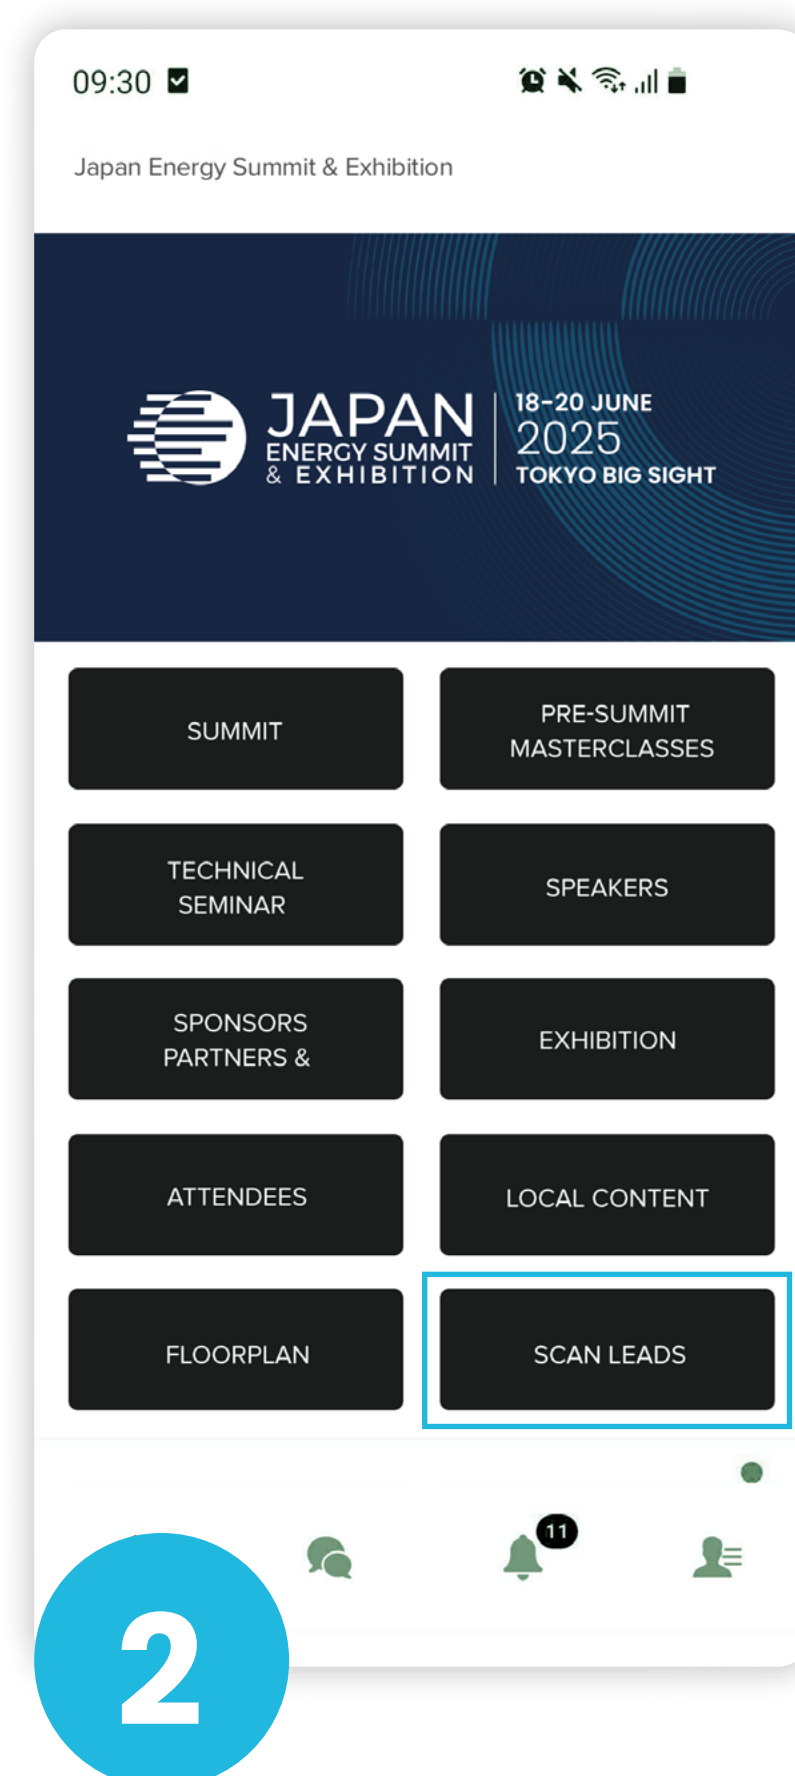 09:30
Japan Energy Summit & Exhibition
JAPAN
ENERGY SUMMIT
& EXHIBITION
18-20 JUNE
2025
TOKYO BIG SIGHT
SUMMIT
PRE-SUMMIT
MASTERCLASSES
TECHNICAL
SEMINAR
SPEAKERS
SPONSORS
PARTNERS &
EXHIBITION
ATTENDEES
LOCAL CONTENT
FLOORPLAN
SCAN LEADS
11
2